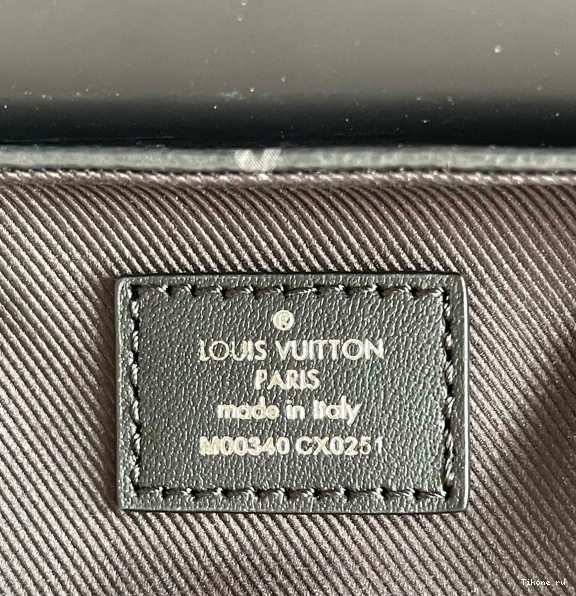 ®
LOUIS VUITTON
PARIS
made in Italy
M00340 CX0251
Tikone ru